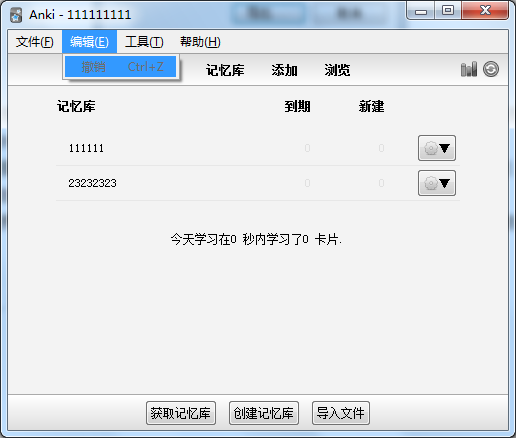 Anki - 111111111
文件(F) 编辑(E) 工具(T) 帮助(H)
撤销 Ctrl+Z
记忆库 添加 浏览
记忆库 到期 新建
111111 0 0
23232323 0 0
今天学习在0 秒内学习了0 卡片.
获取记忆库 创建记忆库 导入文件